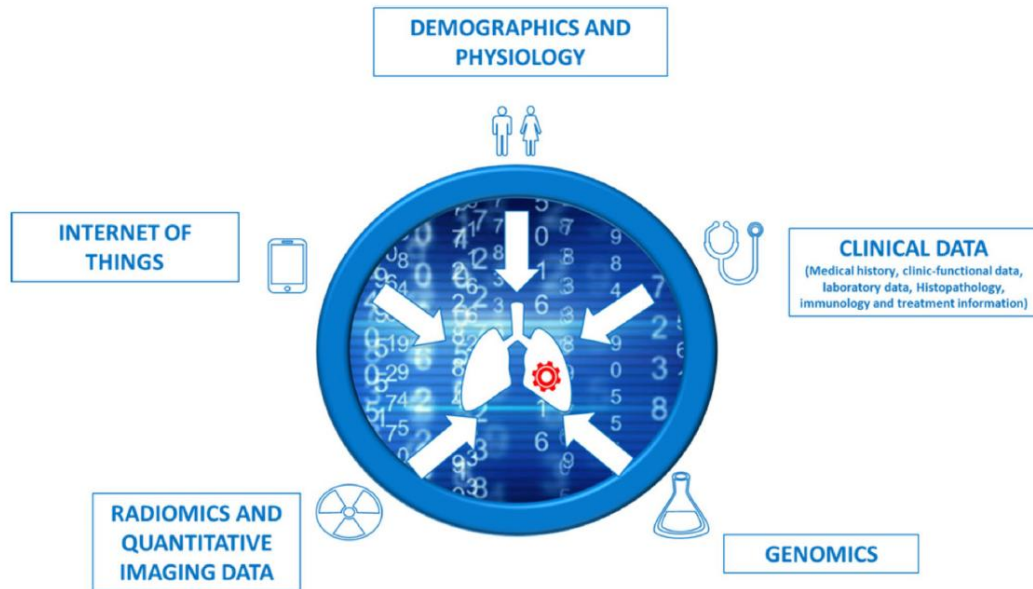 DEMOGRAPHICS AND
PHYSIOLOGY
INTERNET OF
THINGS
CLINICAL DATA
(Medical history, clinic-functional data,
laboratory data, Histopathology,
immunology and treatment information)
RADIOMICS AND
QUANTITATIVE
IMAGING DATA
GENOMICS